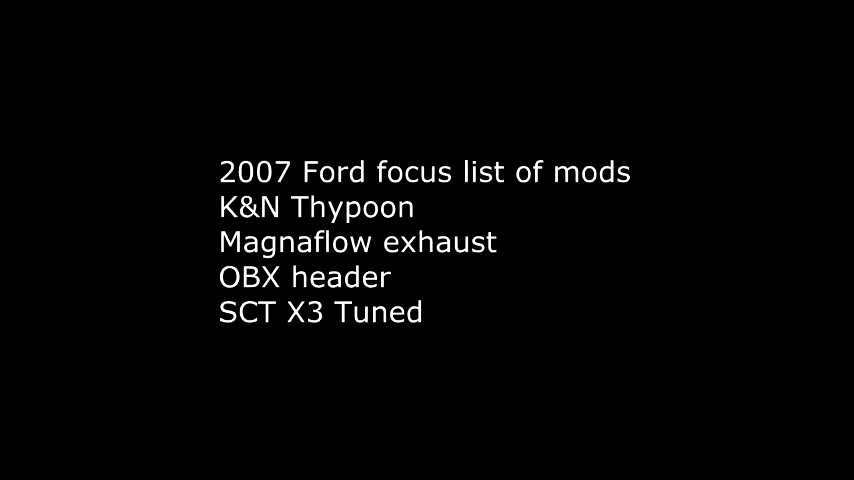 2007 Ford focus list of mods
K&N Thypoon
Magnaflow exhaust
OBX header
SCT X3 Tuned